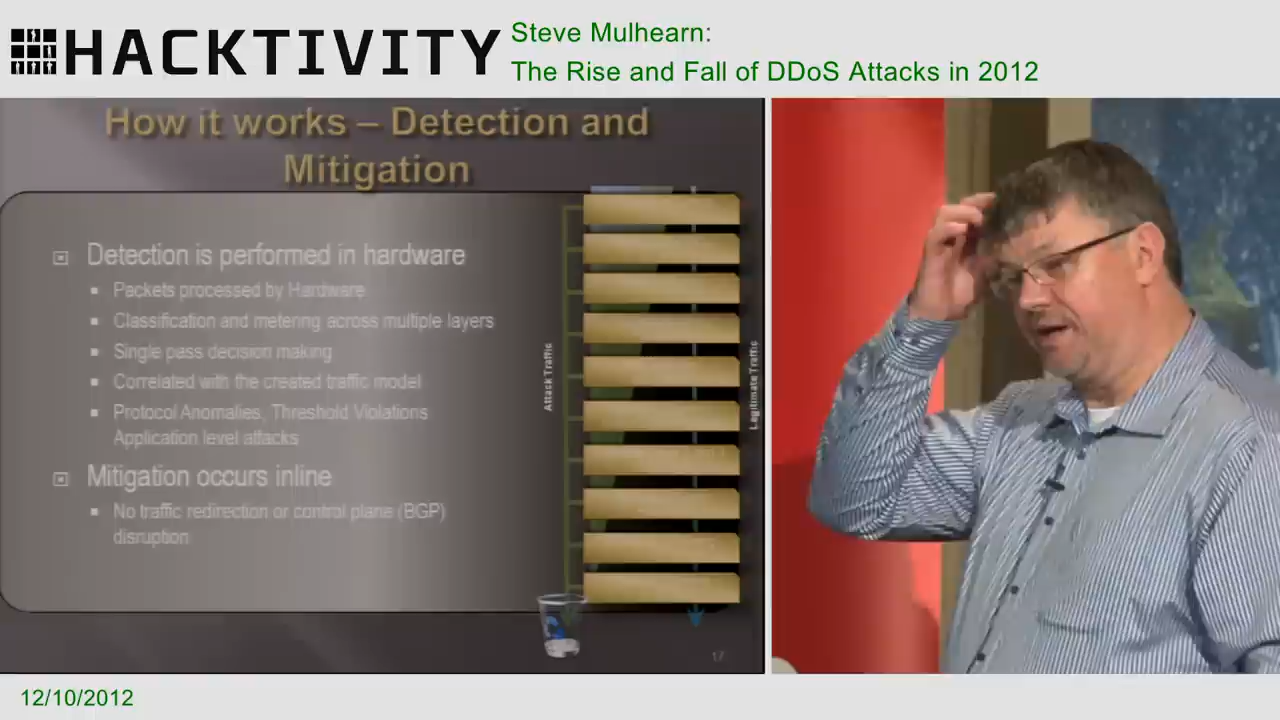 HACKTIVITY
Steve Mulhearn:
The Rise and Fall of DDoS Attacks in 2012
How it works – Detection and
Mitigation
Detection is performed in hardware
Packets processed by Hardware
Classification and metering across multiple layers
Single pass decision making
Correlated with the created traffic model
Protocol Anomalies, Threshold Violations
Application level attacks
Mitigation occurs inline
No traffic redirection or control plane (BGP)
disruption
Attack Traffic
Legitimate Traffic
17
12/10/2012